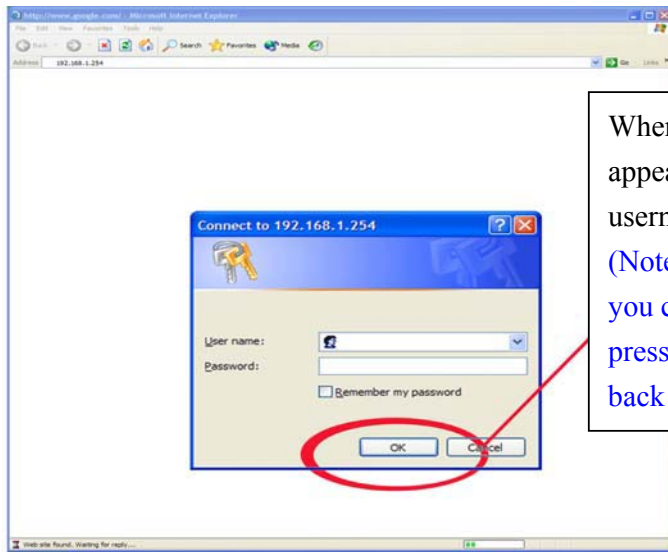 http://www.google.com/ - Microsoft Internet Explorer
File Edit View Favorites Tools Help
Back Search Favorites Media
Address 192.168.1.254 Go Links
Connect to 192.168.1.254
User name:
Password:
Remember my password
OK Cancel
Web site found. Waiting for reply...
When
appea
usern
(Note
you c
press
back